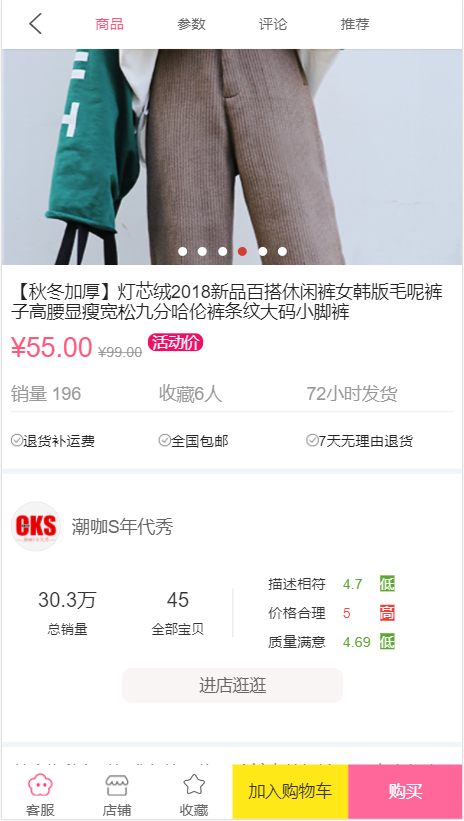 商品 参数 评论 推荐
【秋冬加厚】灯芯绒2018新品百搭休闲裤女韩版毛呢裤
子高腰显瘦宽松九分哈伦裤条纹大码小脚裤
¥55.00 ¥99.00 活动价
销量 196 收藏6人 72小时发货
退货补运费 全国包邮 7天无理由退货
CKS 潮咖S年代秀
30.3万 45
总销量 全部宝贝
描述相符 4.7 低
价格合理 5 高
质量满意 4.69 低
进店逛逛
客服 店铺 收藏 加入购物车 购买